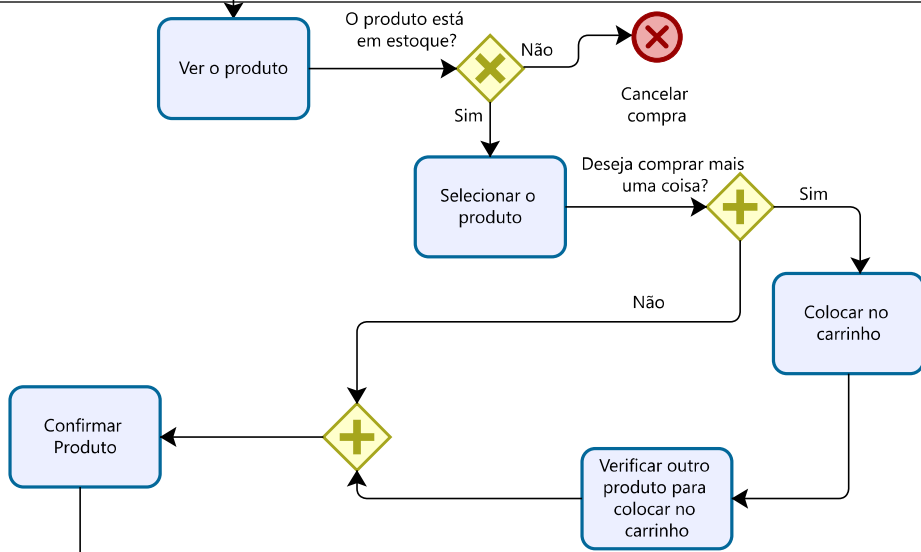 O produto está
em estoque?
Ver o produto
Não
Cancelar
compra
Sim
Selecionar o
produto
Deseja comprar mais
uma coisa?
Sim
Colocar no
carrinho
Não
Confirmar
Produto
Verificar outro
produto para
colocar no
carrinho